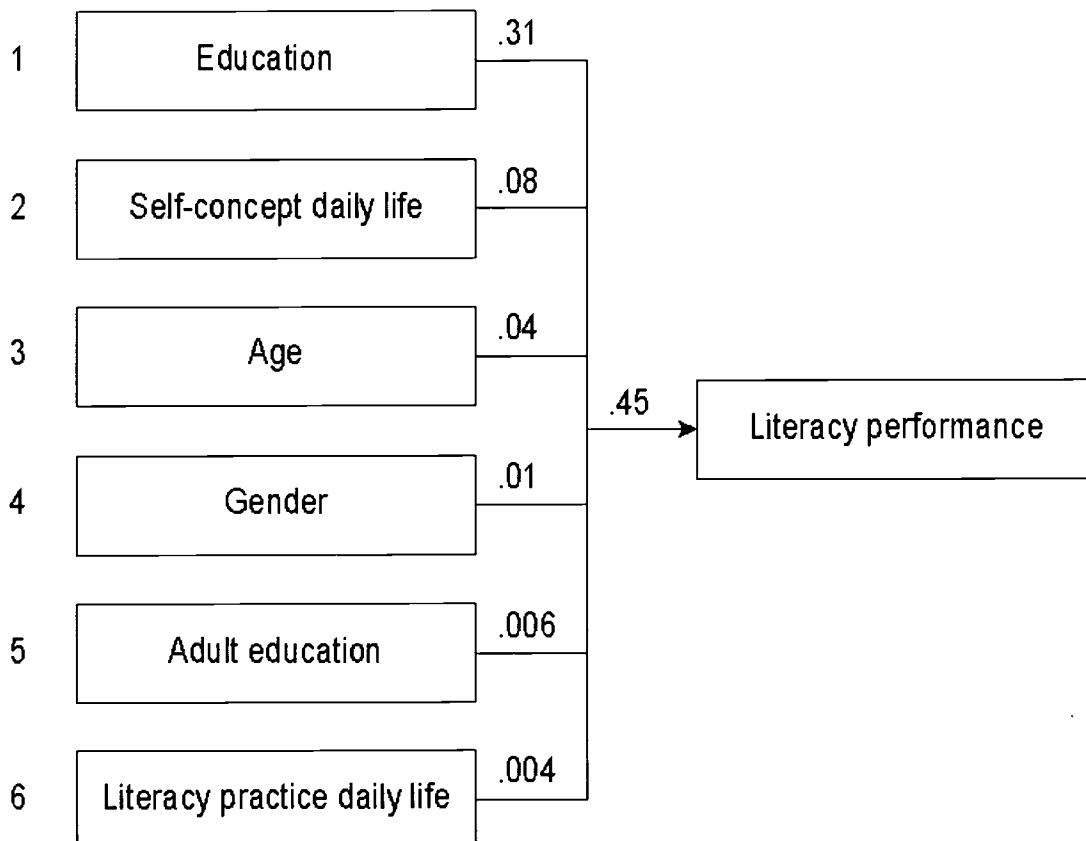 1 Education .31
2 Self-concept daily life .08
3 Age .04
.45 Literacy performance
4 Gender .01
5 Adult education .006
6 Literacy practice daily life .004